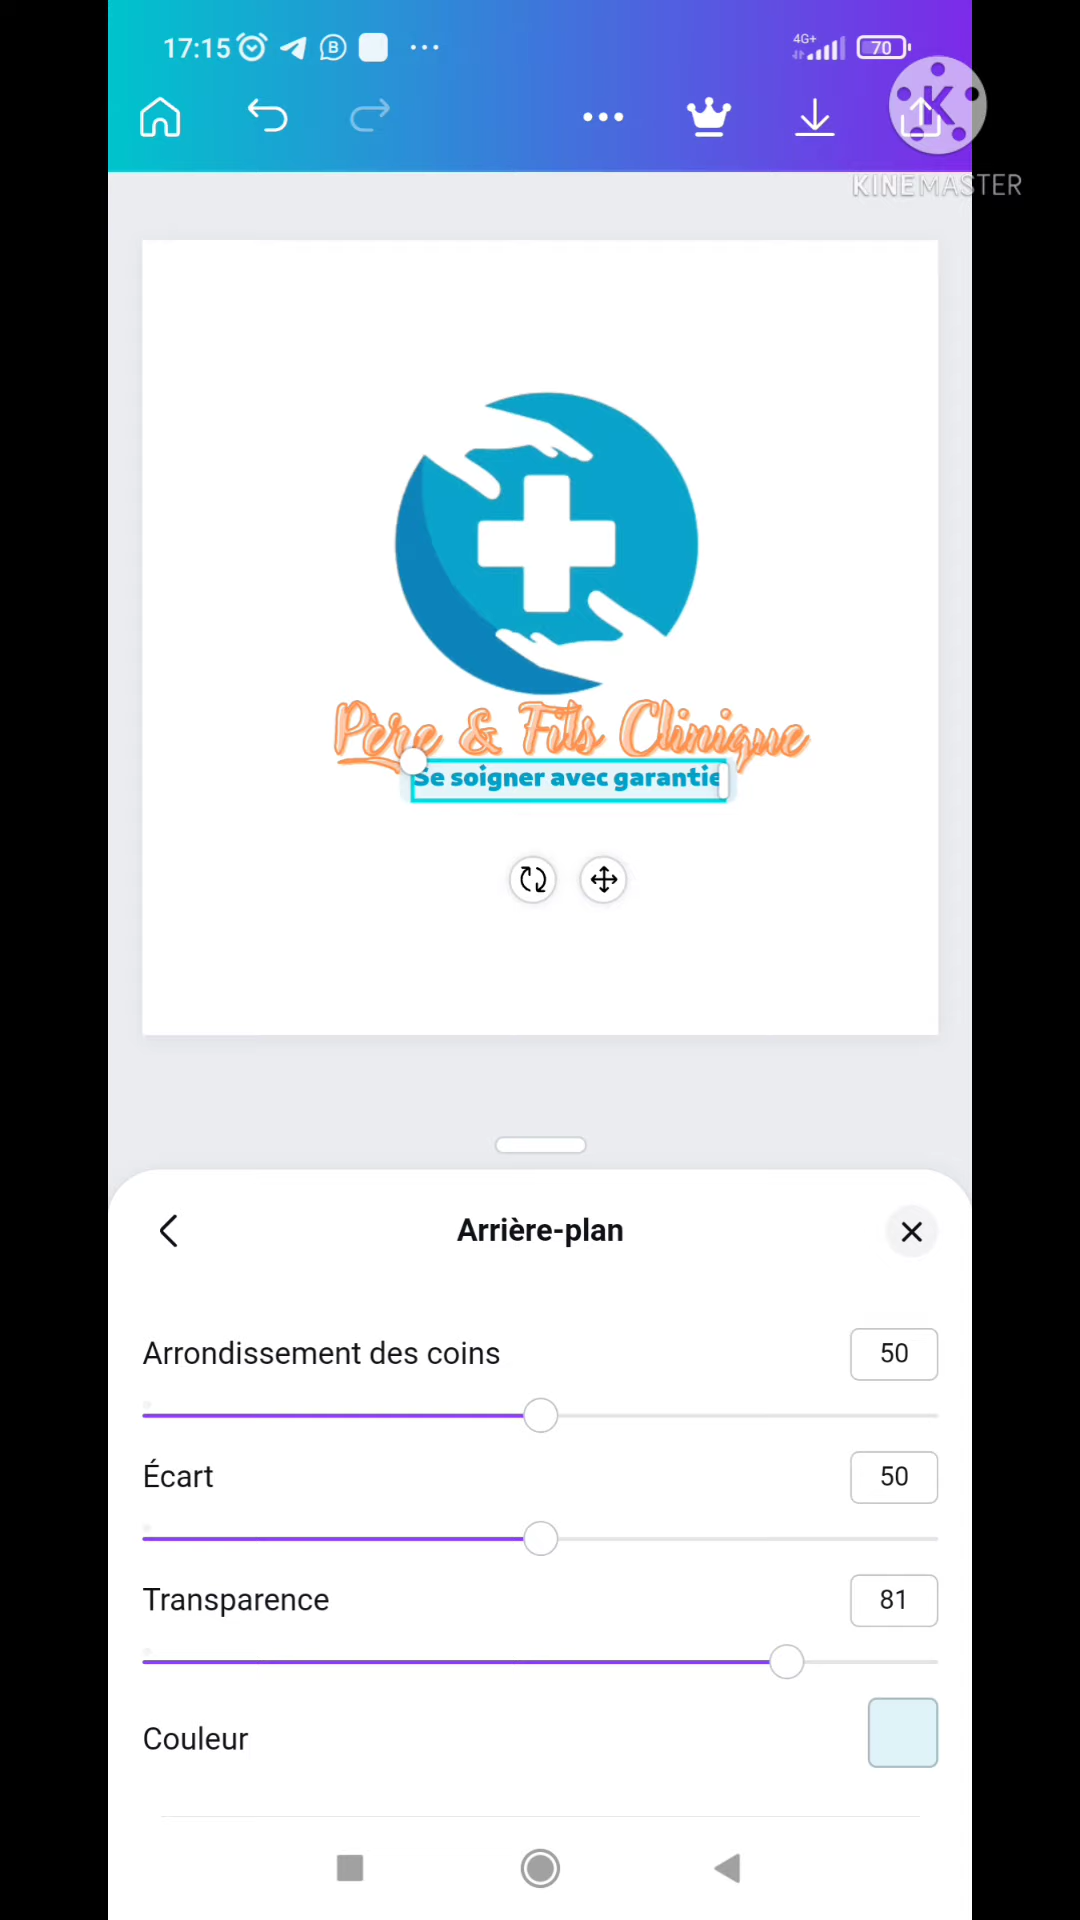 17:15
B
4G+
70
K
KINEMASTER
Père & Fils Clinique
Se soigner avec garantie
Arrière-plan
Arrondissement des coins
50
Écart
50
Transparence
81
Couleur